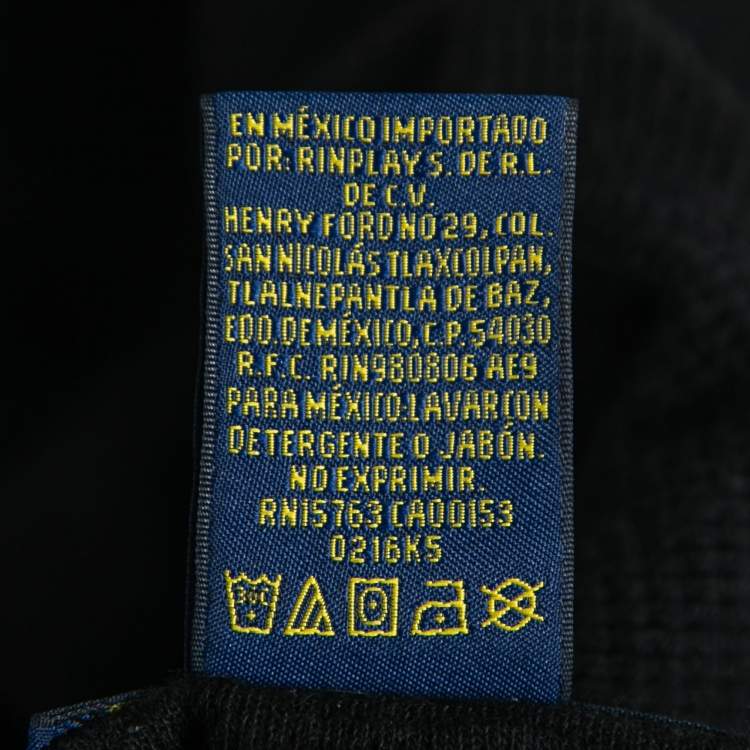 EN MÉXICO IMPORTADO
POR: RINPLAY S. DE R.L.
DE C.V.
HENRY FORD NO 29, COL.
SAN NICOLÁS TLAXCOLPAN,
TLALNEPANTLA DE BAZ,
EDO. DE MÉXICO, C.P. 54030
R.F.C. RIN980806 AE9
PARA MÉXICO: LAVAR CON
DETERGENTE O JABÓN.
NO EXPRIMIR.
RN15763 CA00153
0216K5